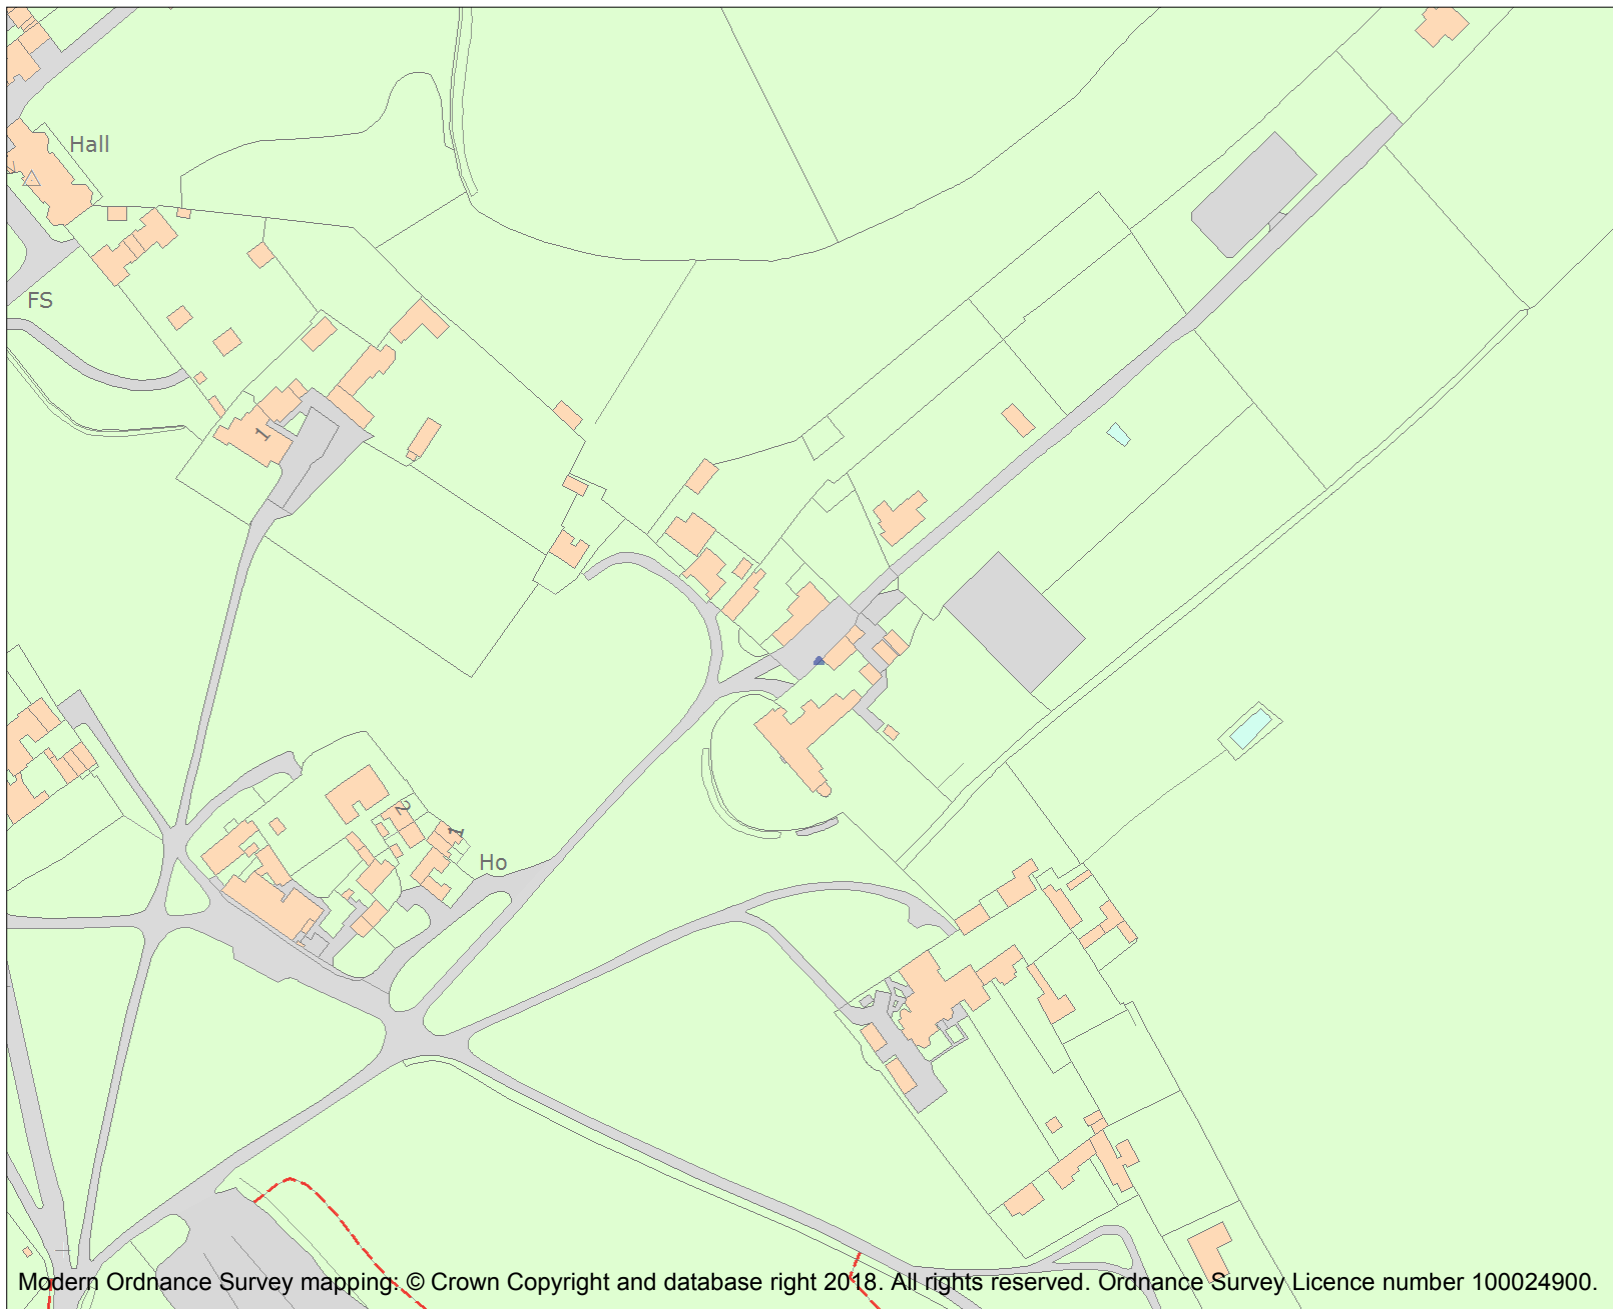 Hall
FS
1
2
1
Ho
Modern Ordnance Survey mapping: © Crown Copyright and database right 2018. All rights reserved. Ordnance Survey Licence number 100024900.